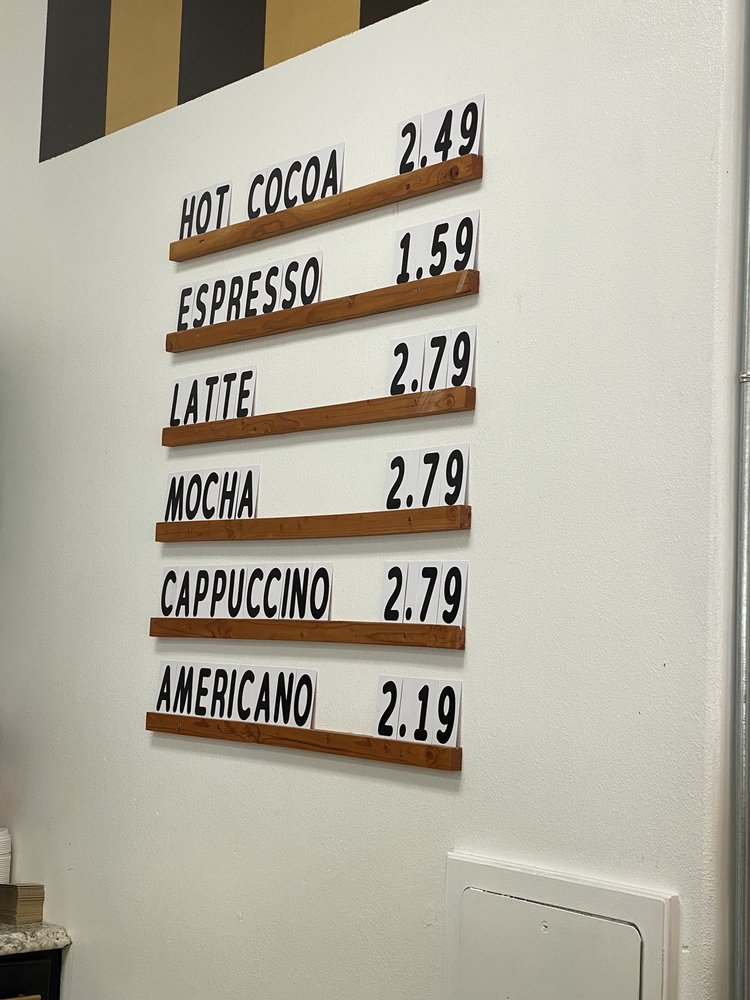 HOT COCOA 2.49
ESPRESSO 1.59
LATTE 2.79
MOCHA 2.79
CAPPUCCINO 2.79
AMERICANO 2.19